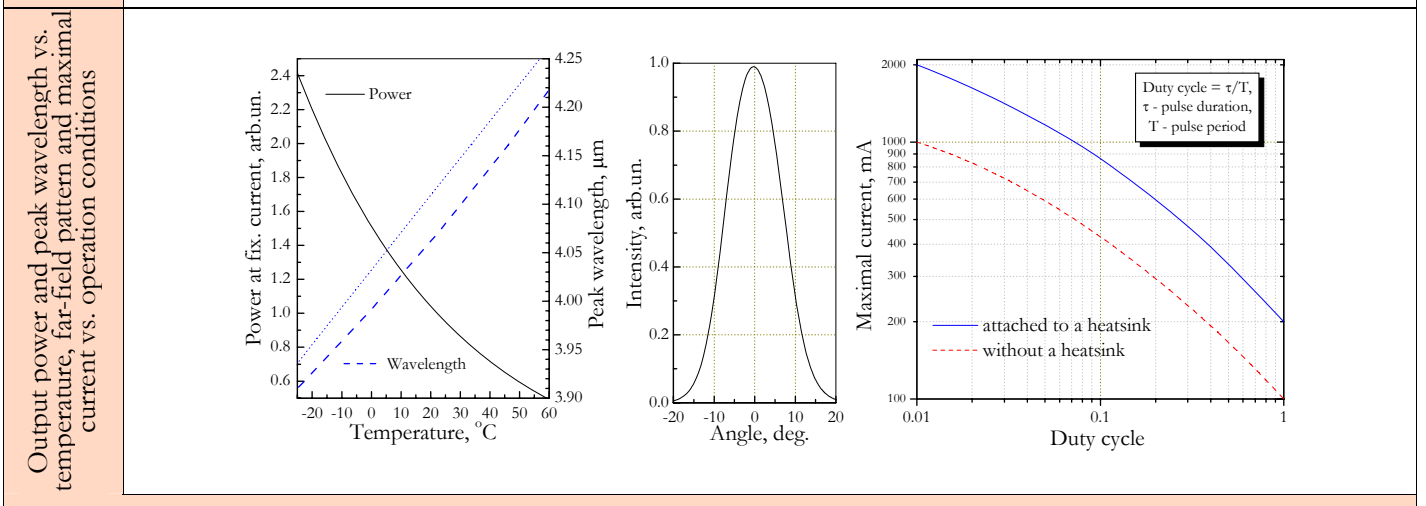 Output power and peak wavelength vs.
temperature, far-field pattern and maximal
current vs. operation conditions
Power at fix. current, arb.un.
2.4
2.2
2.0
1.8
1.6
1.4
1.2
1.0
0.8
0.6
Power
Wavelength
-20 -10 0 10 20 30 40 50 60
Temperature, °C
4.25
4.20
4.15
4.10
4.05
4.00
3.95
3.90
Peak wavelength, μm
Intensity, arb.un.
1.0
0.8
0.6
0.4
0.2
0.0
-20 -10 0 10 20
Angle, deg.
Maximal current, mA
2000
1000
900
800
700
600
500
400
300
200
100
Duty cycle = τ/T,
τ - pulse duration,
T - pulse period
attached to a heatsink
without a heatsink
0.01 0.1 1
Duty cycle